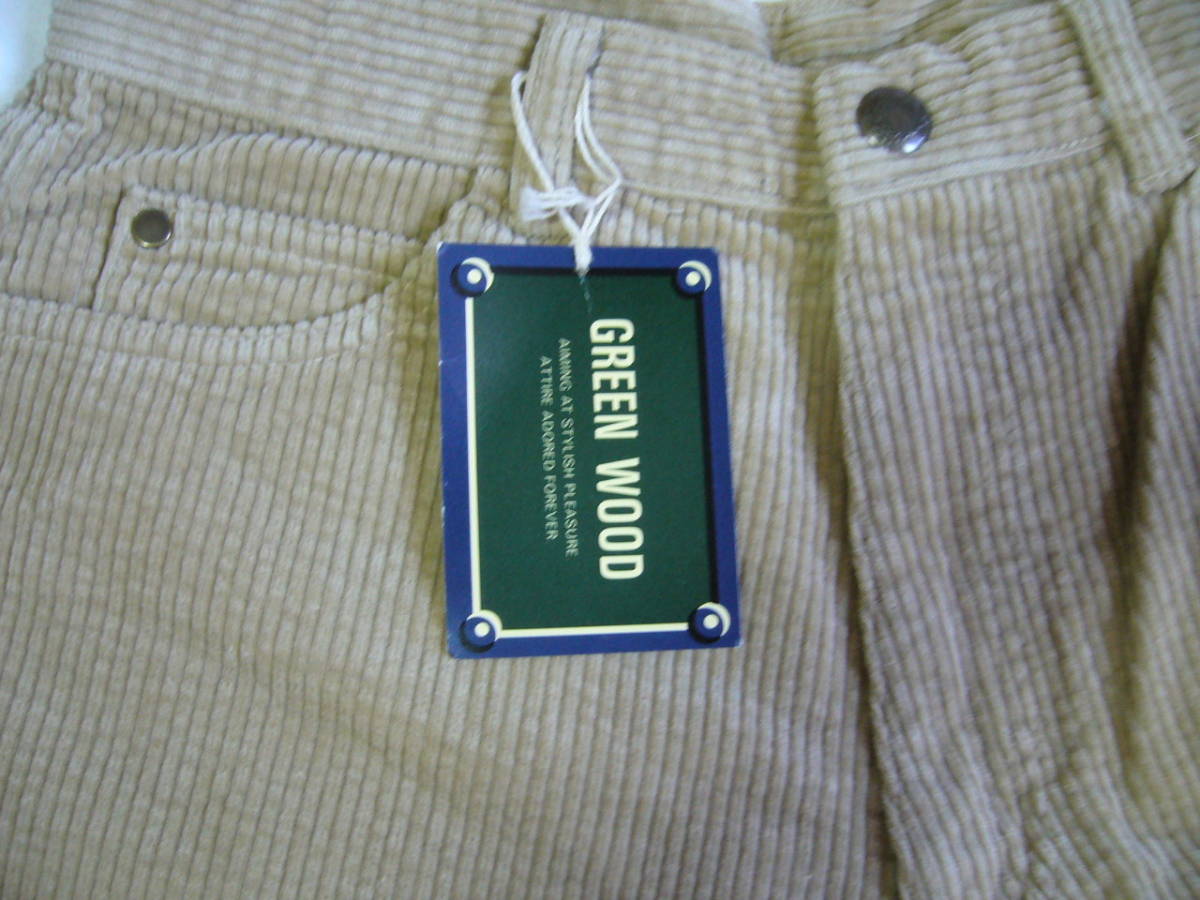 GREEN WOOD
AIMING AT STYLISH PLEASURE
ATTIRE ADORED FOREVER